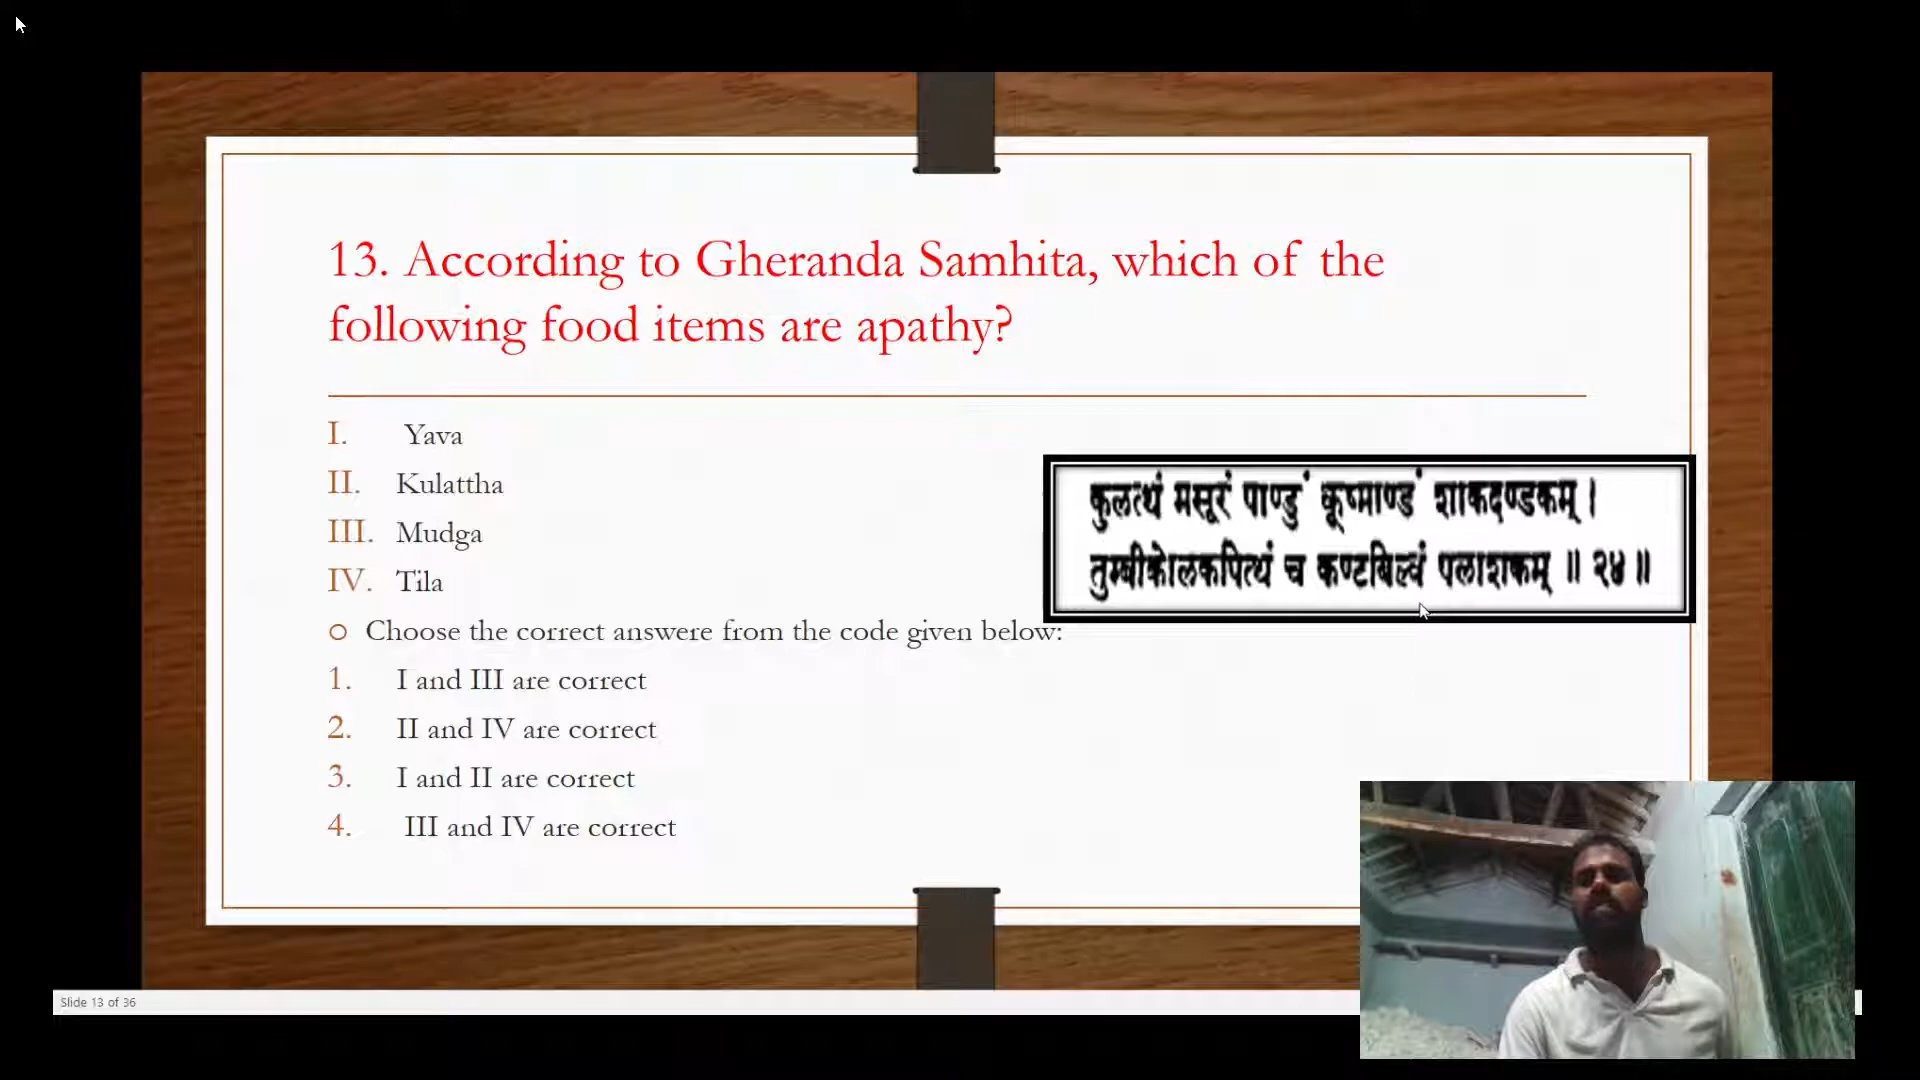 13. According to Gheranda Samhita, which of the
following food items are apathy?
I. Yava
II. Kulattha
III. Mudga
IV. Tila
कुलत्थं मसूरं पाण्डुं कूष्माण्डं शाकदण्डकम् ।
तुम्बीकोलकपित्थं च कण्टबिल्वं पलाशकम् ॥ २४ ॥
Choose the correct answere from the code given below:
1. I and III are correct
2. II and IV are correct
3. I and II are correct
4. III and IV are correct
Slide 13 of 36